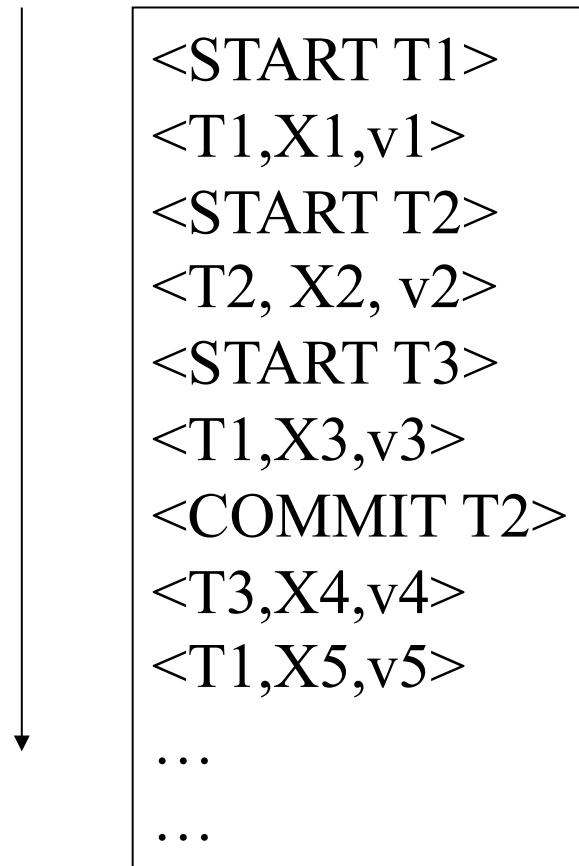 <START T1>
<T1,X1,v1>
<START T2>
<T2, X2, v2>
<START T3>
<T1,X3,v3>
<COMMIT T2>
<T3,X4,v4>
<T1,X5,v5>
…
…